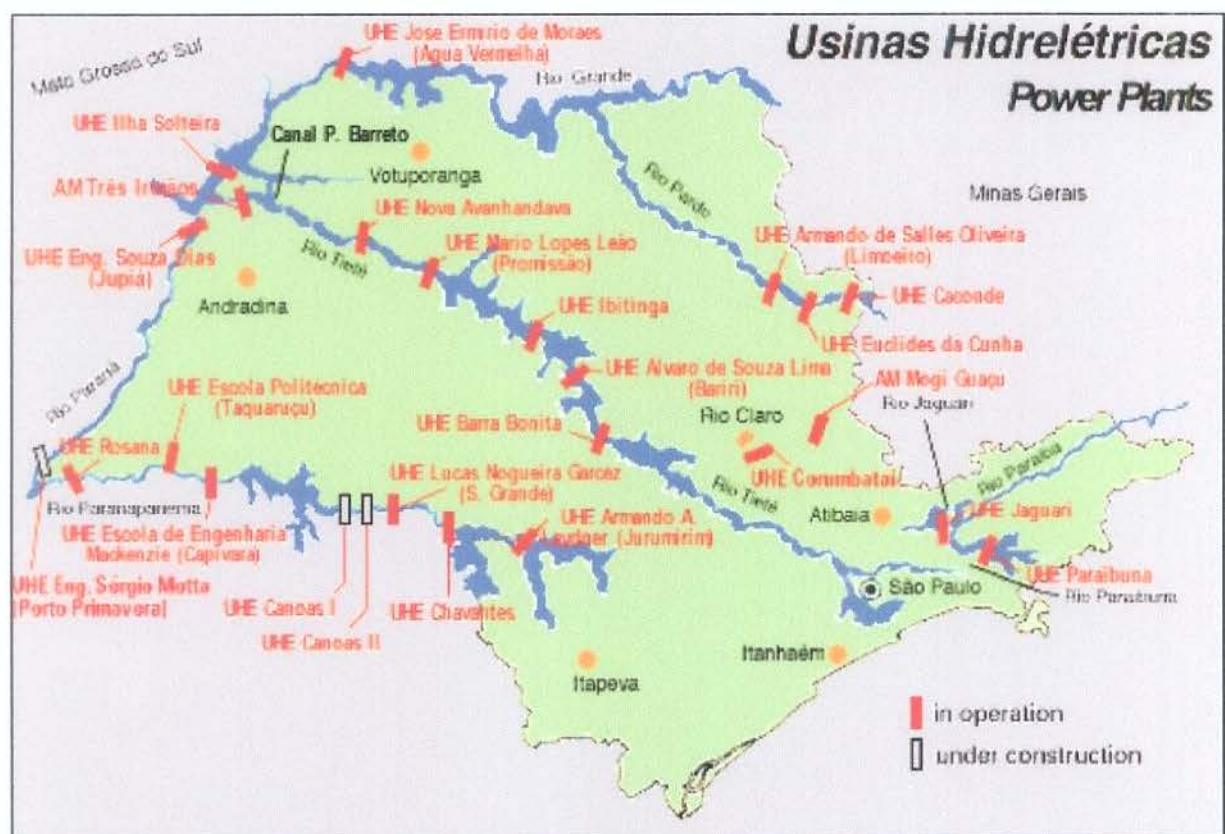 Usinas Hidrelétricas
Power Plants
UHE Jose Ermirio de Moraes
(Agua Vermelha)
Mato Grosso do Sul
Rio Grande
UHE Ilha Solteira
Canal P. Barreto
Votuporanga
AM Três Irmãos
Rio Pardo
Minas Gerais
UHE Nova Avanhandava
UHE Armando de Salles Oliveira
(Limoeiro)
UHE Mario Lopes Leão
(Promissão)
Rio Tietê
UHE Eng. Souza Dias
(Jupiá)
UHE Caconde
Andradina
UHE Ibitinga
UHE Euclides da Cunha
UHE Alvaro de Souza Lima
(Bariri)
AM Mogi Guaçu
Rio Jaguari
Rio Paraná
UHE Escola Politecnica
(Taquaruçu)
Rio Claro
UHE Barra Bonita
UHE Rosana
UHE Corumbataí
UHE Lucas Nogueira Garcez
(S. Grande)
Rio Tietê
Rio Paraíba
Rio Paranapanema
Atibaia
UHE Jaguari
UHE Armando A.
(Jurumirim)
UHE Escola de Engenharia
Mackenzie (Capivara)
UHE Paraibuna
UHE Eng. Sérgio Motta
(Porto Primavera)
São Paulo
Rio Paraibuna
UHE Canoas I
UHE Chavantes
UHE Canoas II
Itanhaém
Itapeva
in operation
under construction